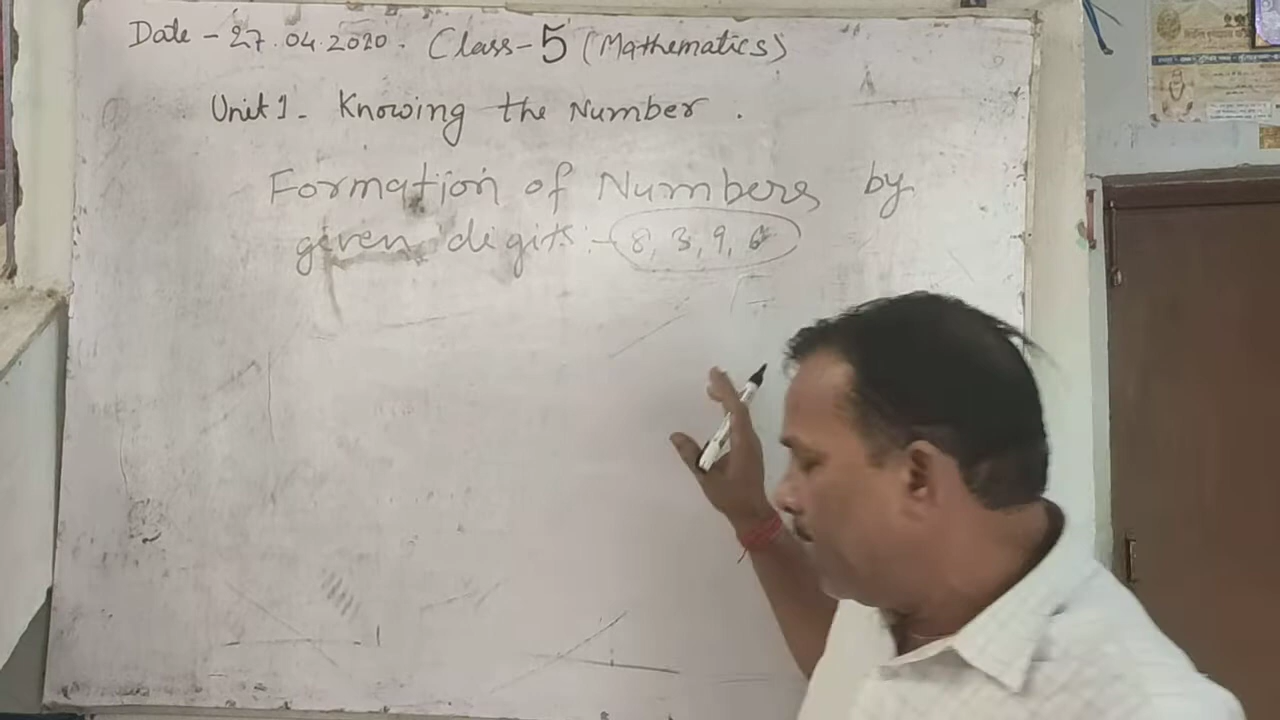 Date - 27.04.2020. Class-5 (Mathematics)
Unit 1. Knowing the Number.
Formation of Numbers by
given digits:- 8, 3, 9, 6